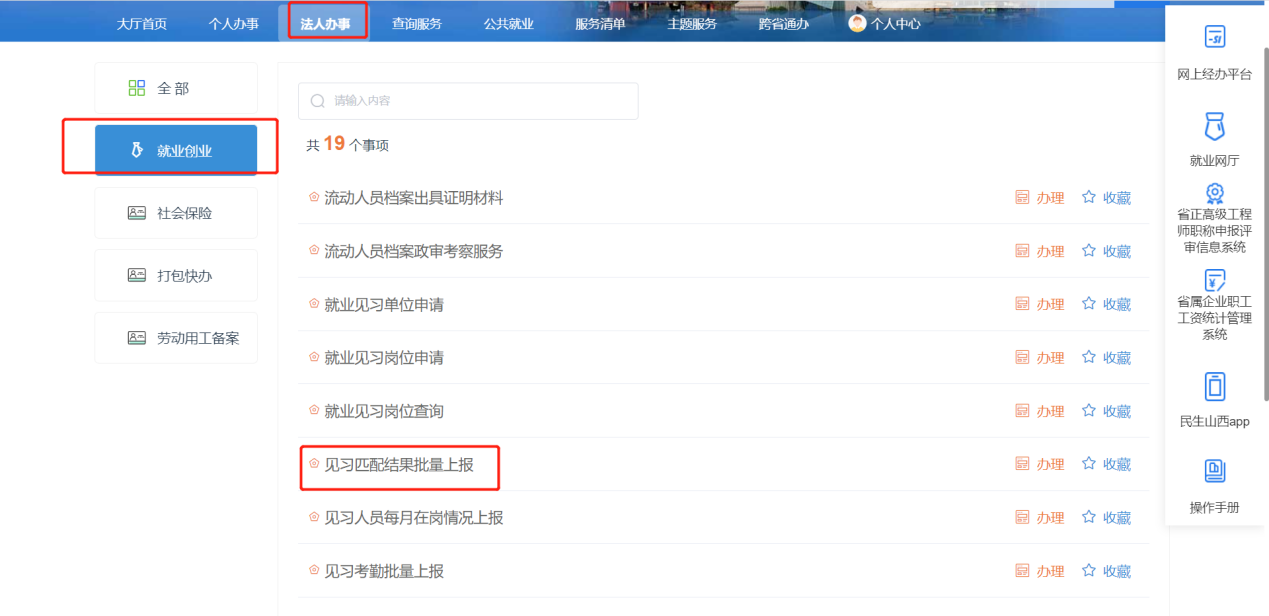 大厅首页 个人办事 法人办事 查询服务 公共就业 服务清单 主题服务 跨省通办 个人中心
全部
就业创业
社会保险
打包快办
劳动用工备案
请输入内容
共 19 个事项
流动人员档案出具证明材料 办理 收藏
流动人员档案政审考察服务 办理 收藏
就业见习单位申请 办理 收藏
就业见习岗位申请 办理 收藏
就业见习岗位查询 办理 收藏
见习匹配结果批量上报 办理 收藏
见习人员每月在岗情况上报 办理 收藏
见习考勤批量上报 办理 收藏
网上经办平台
就业网厅
省正高级工程
师职称申报评
审信息系统
省属企业职工
工资统计管理
系统
民生山西app
操作手册